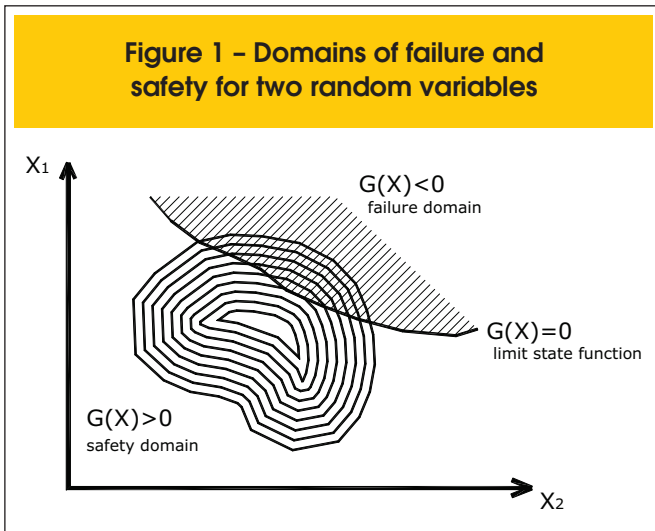 Figure 1 – Domains of failure and
safety for two random variables
X1
G(X)<0
failure domain
G(X)=0
limit state function
G(X)>0
safety domain
X2